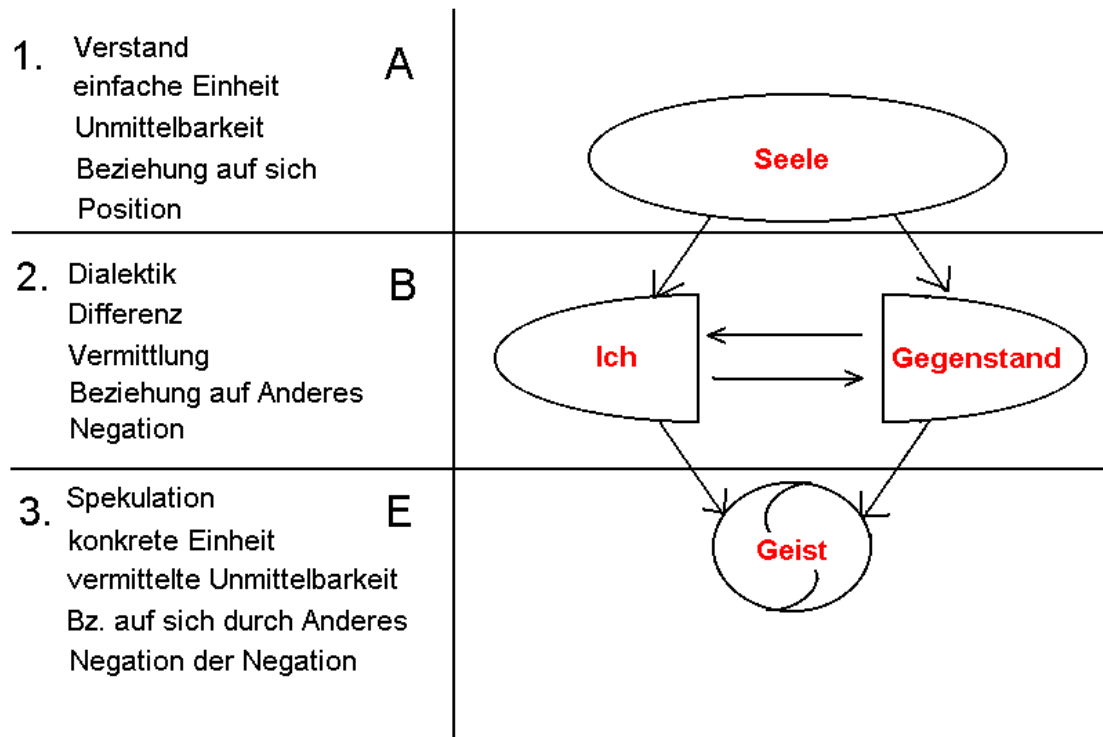 1. Verstand A
einfache Einheit
Unmittelbarkeit
Beziehung auf sich
Position
Seele
2. Dialektik B
Differenz
Vermittlung
Beziehung auf Anderes
Negation
Ich
Gegenstand
3. Spekulation E
konkrete Einheit
vermittelte Unmittelbarkeit
Bz. auf sich durch Anderes
Negation der Negation
Geist